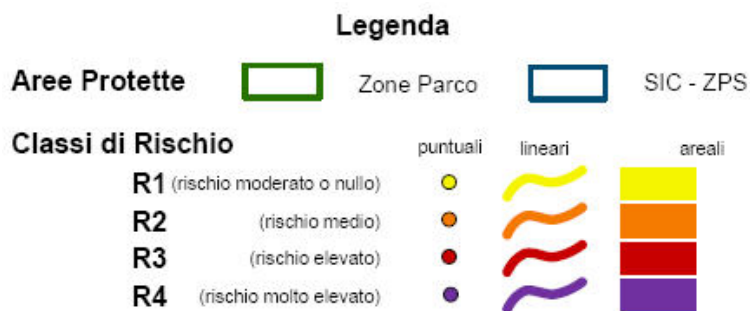 Legenda
Aree Protette Zone Parco SIC - ZPS
Classi di Rischio puntuali lineari areali
R1 (rischio moderato o nullo)
R2 (rischio medio)
R3 (rischio elevato)
R4 (rischio molto elevato)